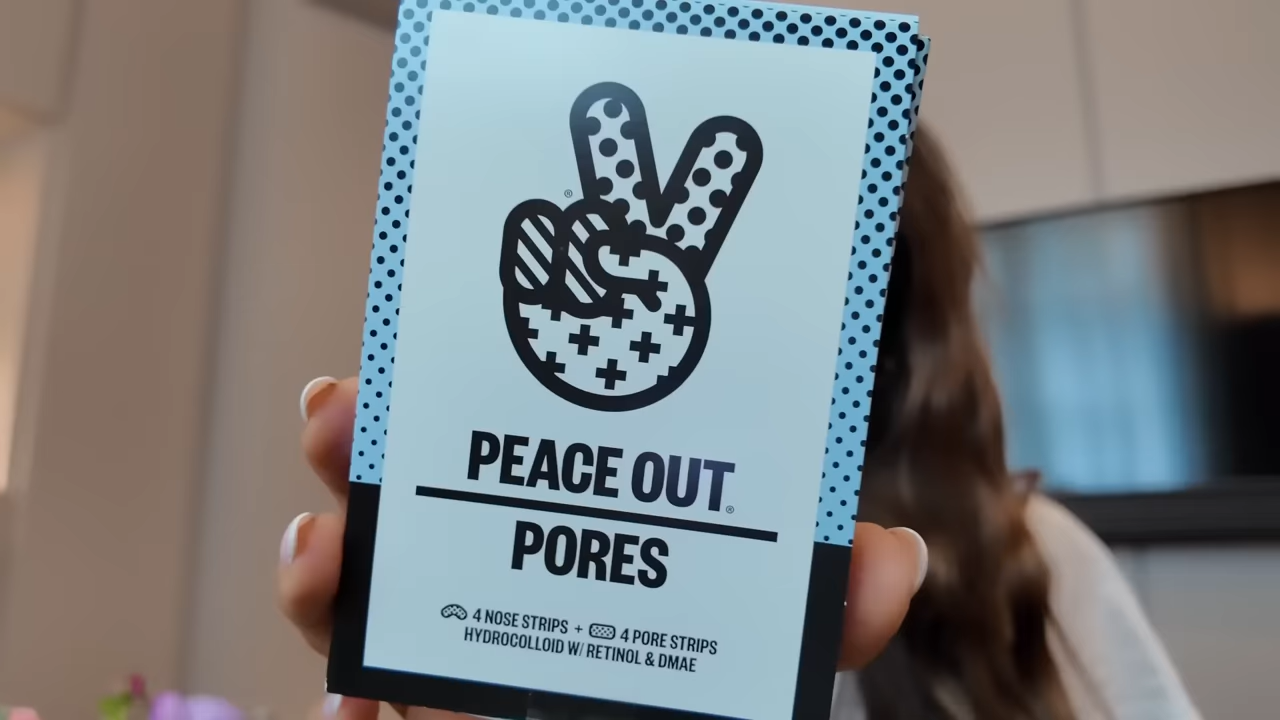 ®
PEACE OUT®
PORES
4 NOSE STRIPS + 4 PORE STRIPS
HYDROCOLLOID W/ RETINOL & DMAE